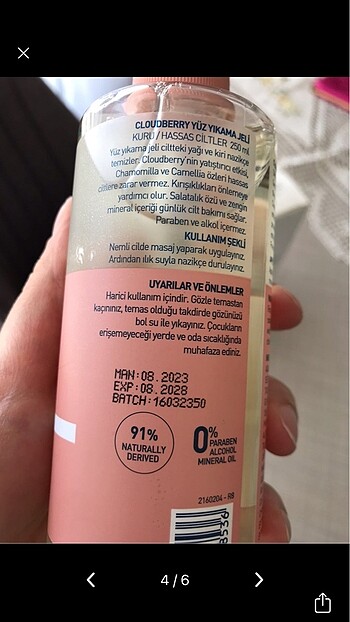 CLOUDBERRY YÜZ YIKAMA JELİ
KURU / HASSAS CİLTLER 250 ml
Yüz yıkama jeli ciltteki yağı ve kiri nazikçe
temizler. Cloudberry'nin yatıştırıcı etkisi,
Chamomilla ve Camellia özleri hassas
ciltlere zarar vermez. Kırışıklıkları önlemeye
yardımcı olur. Salatalık özü ve zengin
mineral içeriği günlük cilt bakımı sağlar.
Paraben ve alkol içermez.
KULLANIM ŞEKLİ
Nemli cilde masaj yaparak uygulayınız.
Ardından ılık suyla nazikçe durulayınız.
UYARILAR VE ÖNLEMLER
Harici kullanım içindir. Gözle temastan
kaçınınız, temas olduğu takdirde gözünüzü
bol su ile yıkayınız. Çocukların
erişemeyeceği yerde ve oda sıcaklığında
muhafaza ediniz.
MAN:08.2023
EXP:08.2028
BATCH:16032350
91%
NATURALLY
DERIVED
0% PARABEN
ALCOHOL
MINERAL OIL
2160204 - RB
4 / 6